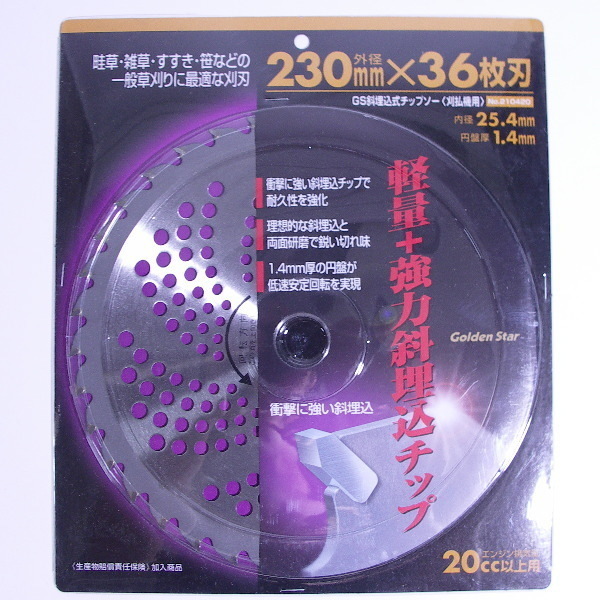 畦草・雑草・すすき・笹などの
一般草刈りに最適な刈刃
230外径mm×36枚刃
GS斜埋込式チップソー〈刈払機用〉 No.210420
内径 25.4mm
円盤厚 1.4mm
衝撃に強い斜埋込チップで
耐久性を強化
理想的な斜埋込と
両面研磨で鋭い切れ味
1.4mm厚の円盤が
低速安定回転を実現
軽量+強力斜埋込チップ
Golden Star
衝撃に強い斜埋込
20cc以上用
〈生産物賠償責任保険〉加入商品